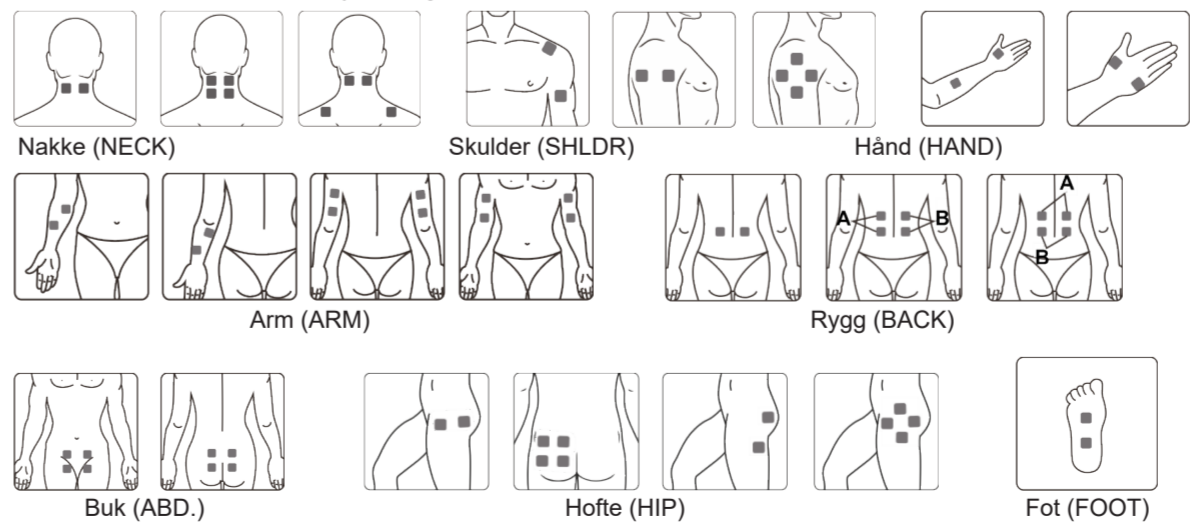 Nakke (NECK)
Skulder (SHLDR)
Hånd (HAND)
A
A
B
B
Arm (ARM)
Rygg (BACK)
Buk (ABD.)
Hofte (HIP)
Fot (FOOT)